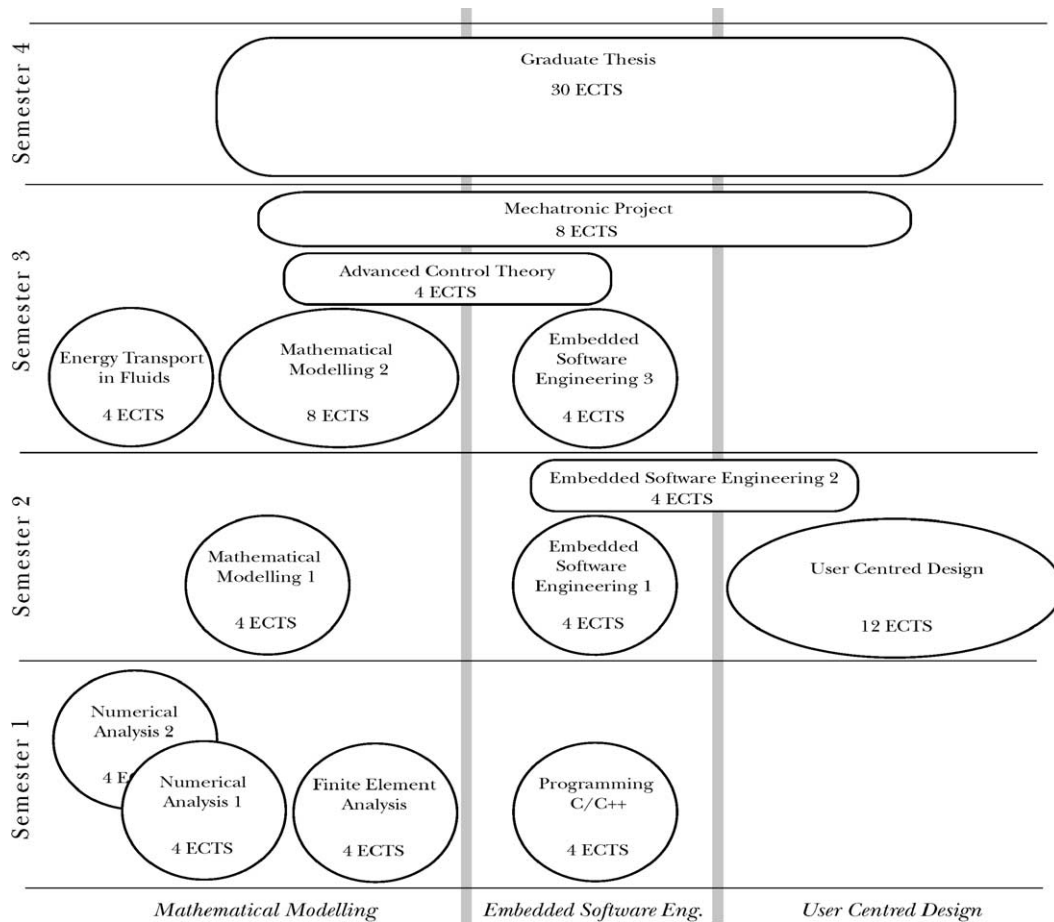 Semester 4
Graduate Thesis
30 ECTS
Semester 3
Mechatronic Project
8 ECTS
Advanced Control Theory
4 ECTS
Energy Transport
in Fluids
4 ECTS
Mathematical
Modelling 2
8 ECTS
Embedded
Software
Engineering 3
4 ECTS
Semester 2
Embedded Software Engineering 2
4 ECTS
Mathematical
Modelling 1
4 ECTS
Embedded
Software
Engineering 1
4 ECTS
User Centred Design
12 ECTS
Semester 1
Numerical
Analysis 2
4
Numerical
Analysis 1
4 ECTS
Finite Element
Analysis
4 ECTS
Programming
C/C++
4 ECTS
Mathematical Modelling
Embedded Software Eng.
User Centred Design